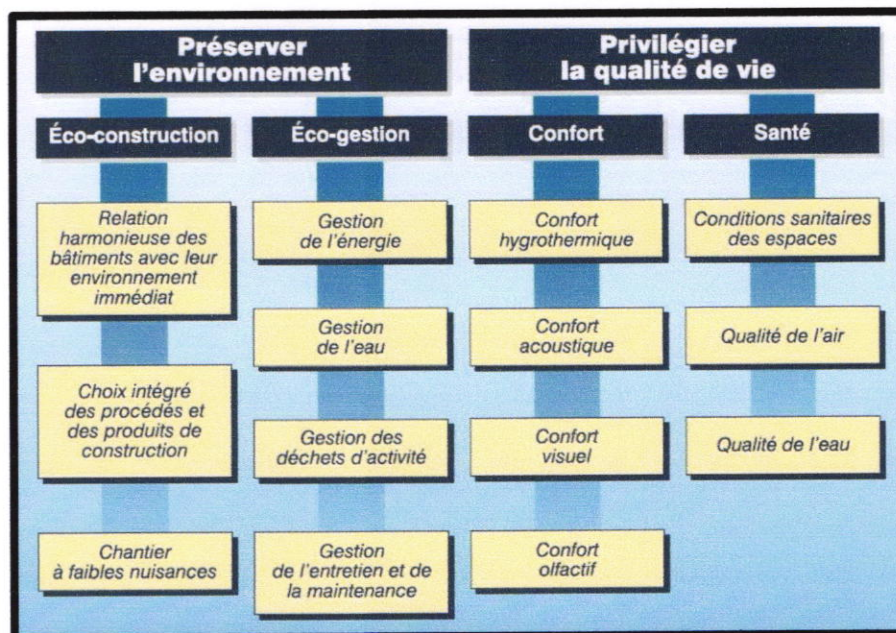 Préserver
l'environnement
Privilégier
la qualité de vie
Éco-construction
Éco-gestion
Confort
Santé
Relation
harmonieuse des
bâtiments avec leur
environnement
immédiat
Choix intégré
des procédés et
des produits de
construction
Chantier
à faibles nuisances
Gestion
de l'énergie
Gestion
de l'eau
Gestion des
déchets d'activité
Gestion
de l'entretien et de
la maintenance
Confort
hygrothermique
Confort
acoustique
Confort
visuel
Confort
olfactif
Conditions sanitaires
des espaces
Qualité de l'air
Qualité de l'eau